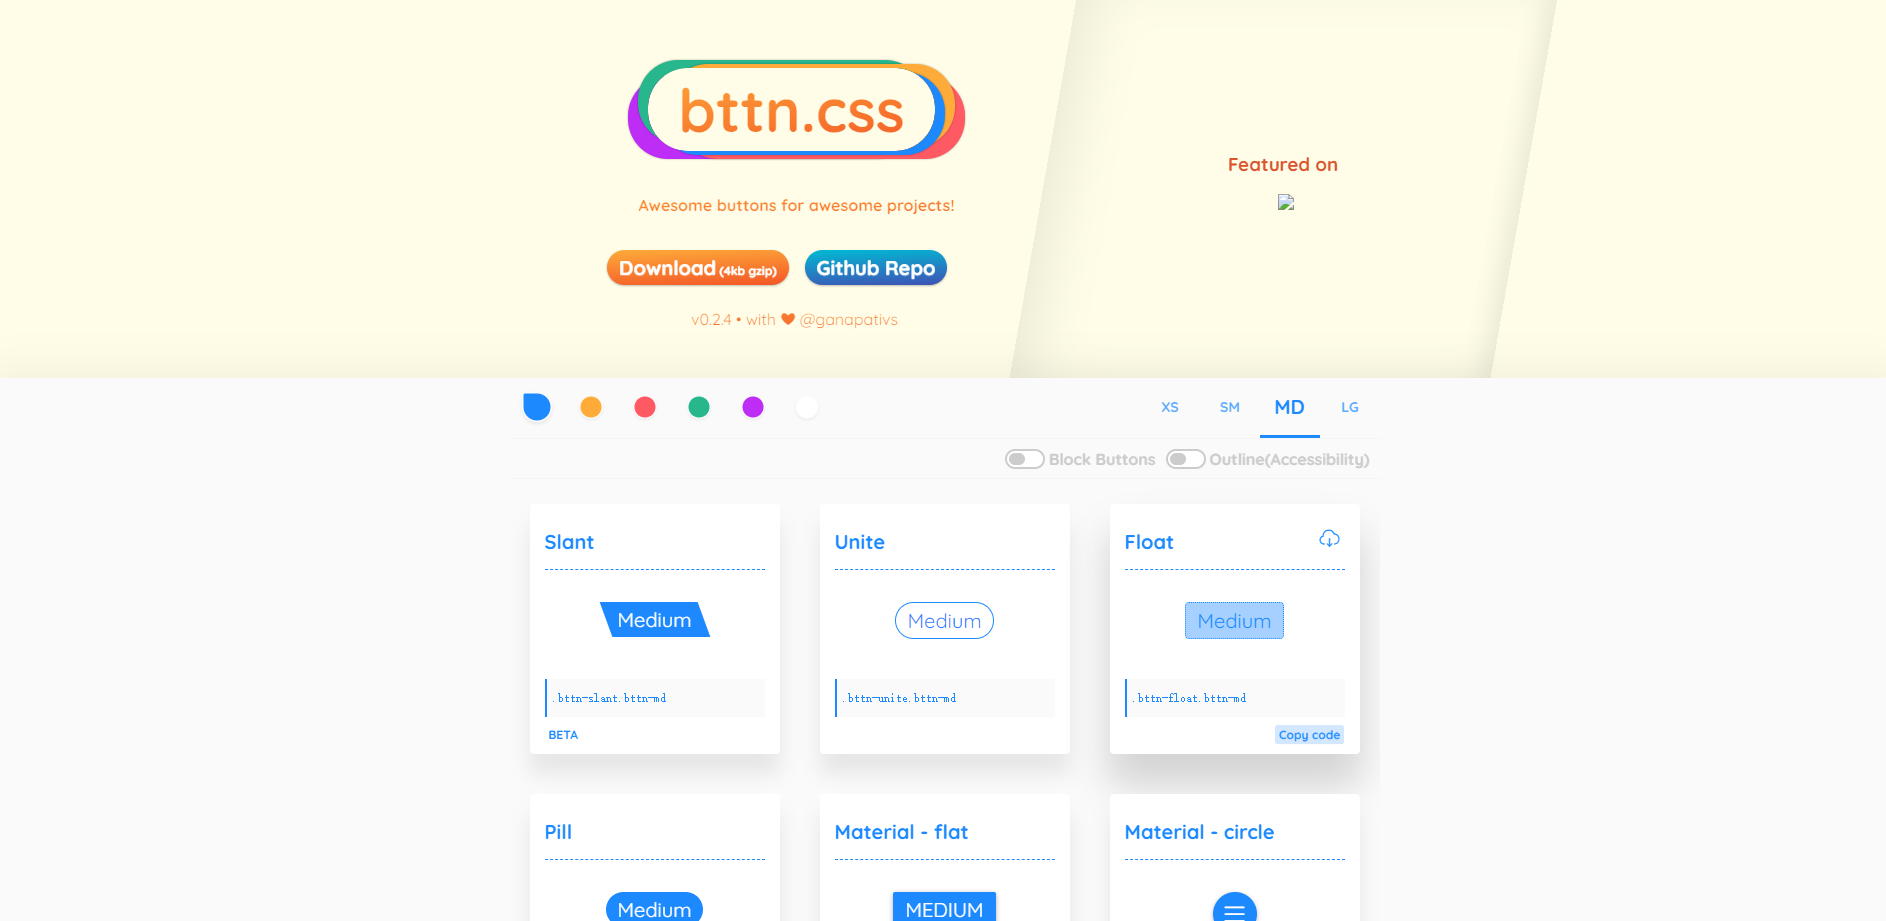 bttn.css
Awesome buttons for awesome projects!
Download (4kb gzip) Github Repo
v0.2.4 • with ❤ @ganapativs
Featured on
XS SM MD LG
Block Buttons Outline(Accessibility)
Slant
Medium
.bttn-slant.bttn-md
BETA
Unite
Medium
.bttn-unite.bttn-md
Float
Medium
.bttn-float.bttn-md
Copy code
Pill
Medium
Material - flat
MEDIUM
Material - circle